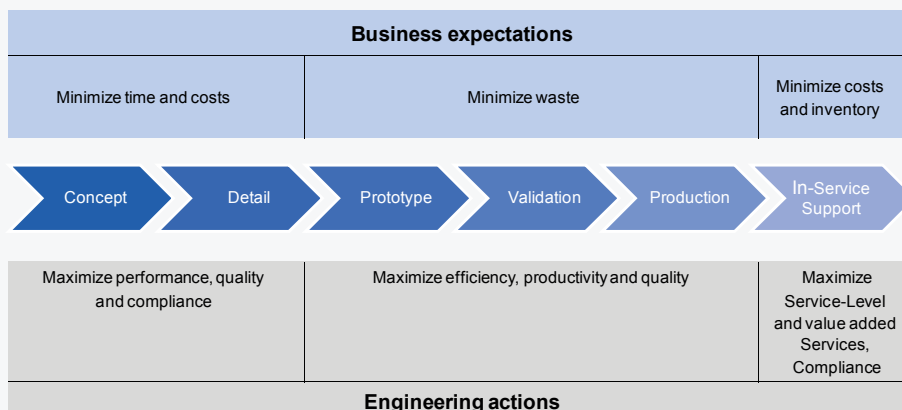 Business expectations
Minimize time and costs
Minimize waste
Minimize costs
and inventory
Concept
Detail
Prototype
Validation
Production
In-Service
Support
Maximize performance, quality
and compliance
Maximize efficiency, productivity and quality
Maximize
Service-Level
and value added
Services,
Compliance
Engineering actions